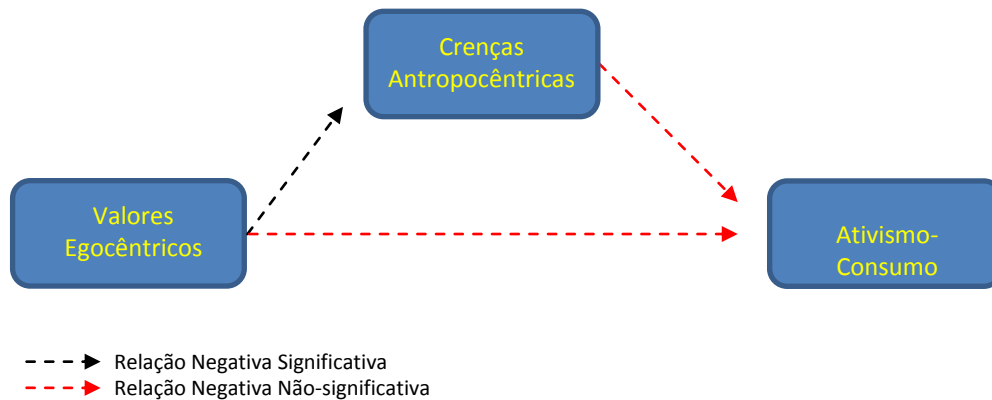 Crenças
Antropocêntricas
Valores
Egocêntricos
Ativismo-
Consumo
Relação Negativa Significativa
Relação Negativa Não-significativa